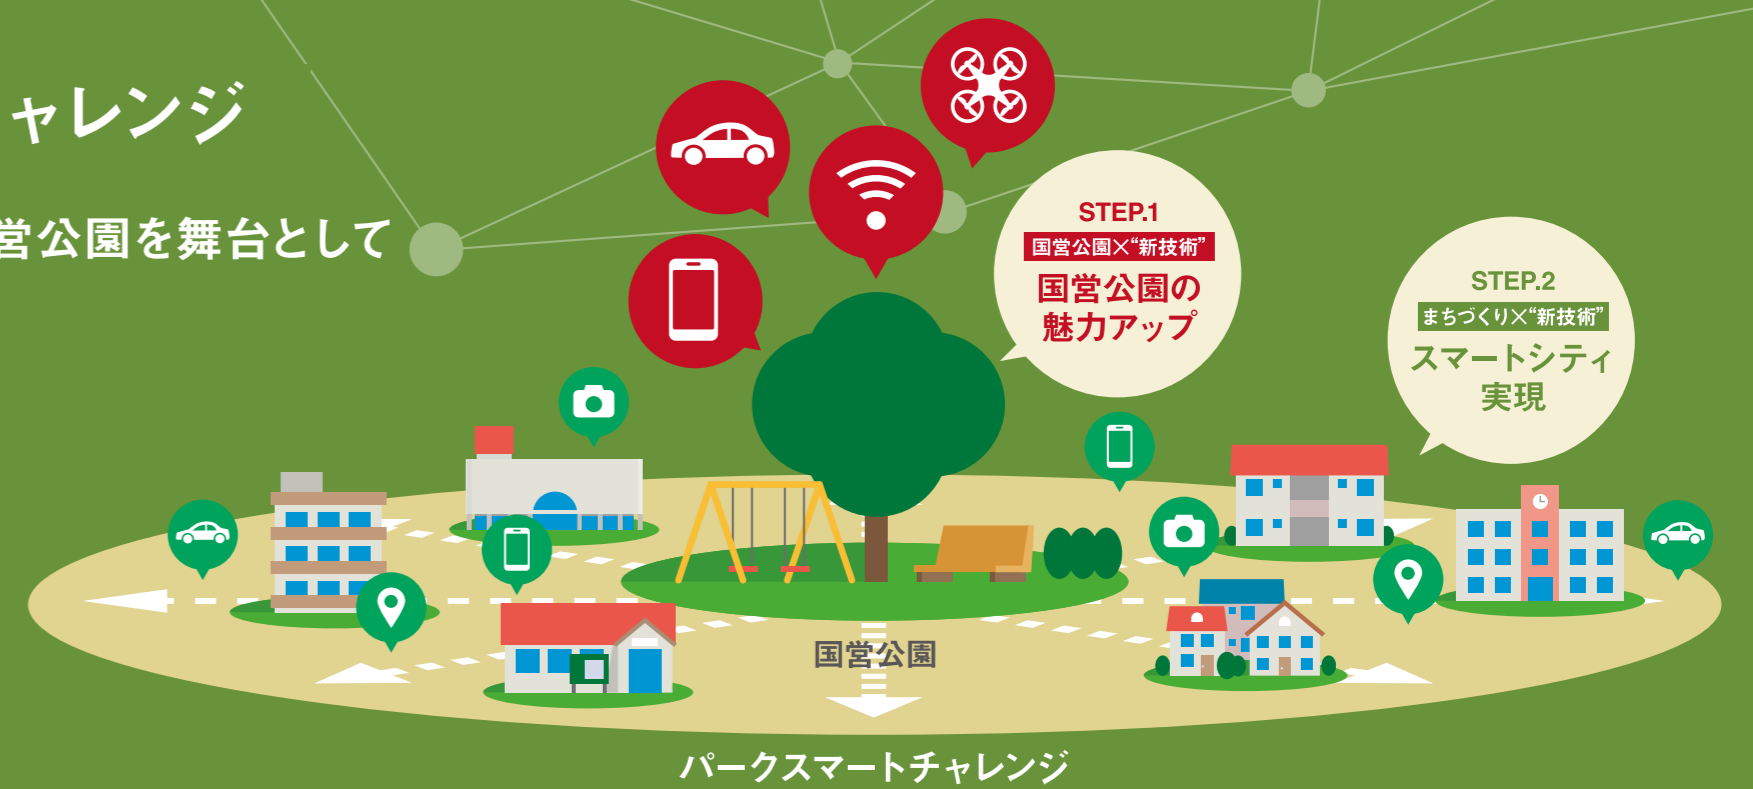 ャレンジ
営公園を舞台として
STEP.1
国営公園×“新技術”
国営公園の
魅力アップ
STEP.2
まちづくり×“新技術”
スマートシティ
実現
国営公園
パークスマートチャレンジ